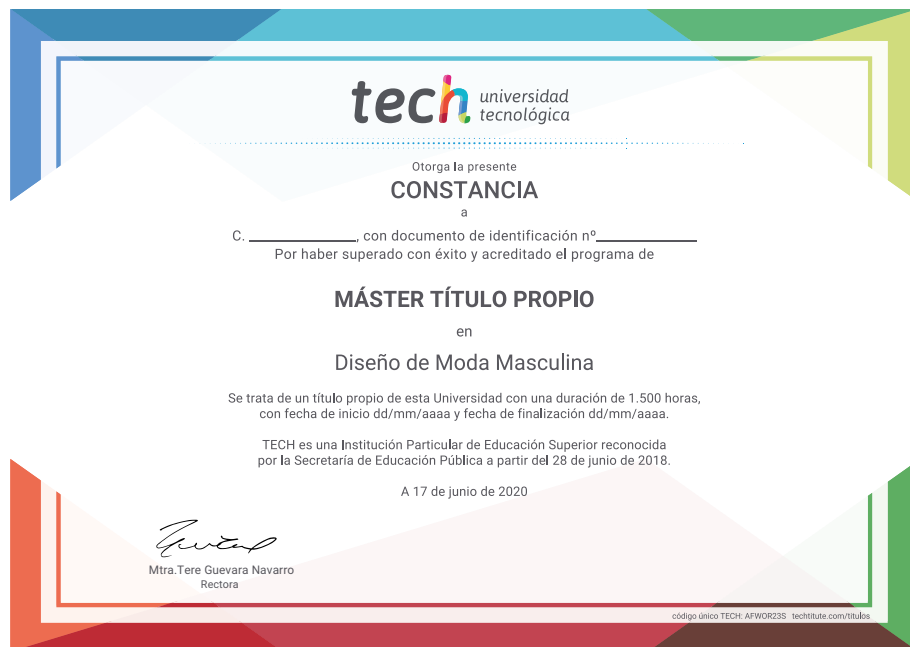 tech universidad
tecnológica
Otorga la presente
CONSTANCIA
a
C. ______________, con documento de identificación nº______________
Por haber superado con éxito y acreditado el programa de
MÁSTER TÍTULO PROPIO
en
Diseño de Moda Masculina
Se trata de un título propio de esta Universidad con una duración de 1.500 horas,
con fecha de inicio dd/mm/aaaa y fecha de finalización dd/mm/aaaa.
TECH es una Institución Particular de Educación Superior reconocida
por la Secretaría de Educación Pública a partir del 28 de junio de 2018.
A 17 de junio de 2020
Mtra.Tere Guevara Navarro
Rectora
código único TECH: AFWOR23S techtitute.com/titulos